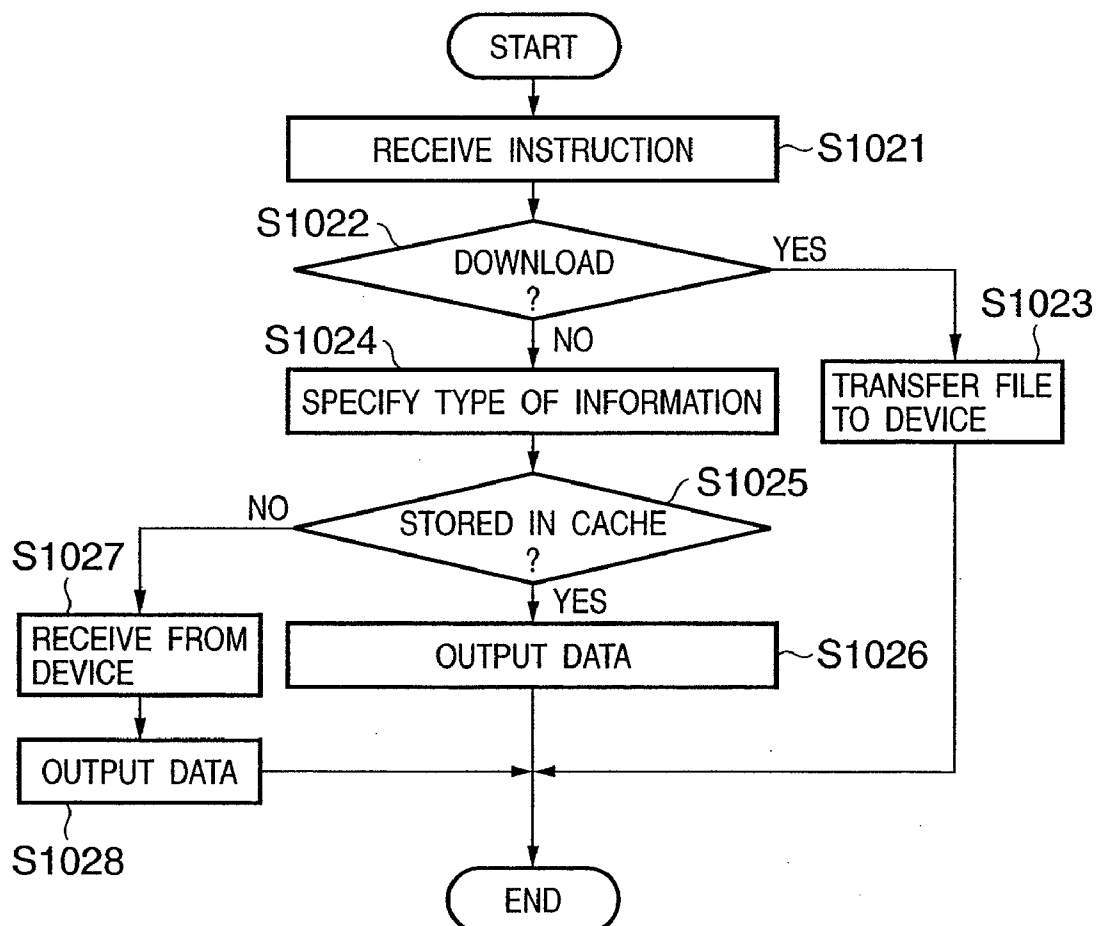 START
RECEIVE INSTRUCTION
S1021
S1022
DOWNLOAD
?
YES
S1023
NO
S1024
SPECIFY TYPE OF INFORMATION
TRANSFER FILE
TO DEVICE
S1025
NO
STORED IN CACHE
?
S1027
YES
RECEIVE FROM
DEVICE
OUTPUT DATA
S1026
OUTPUT DATA
S1028
END